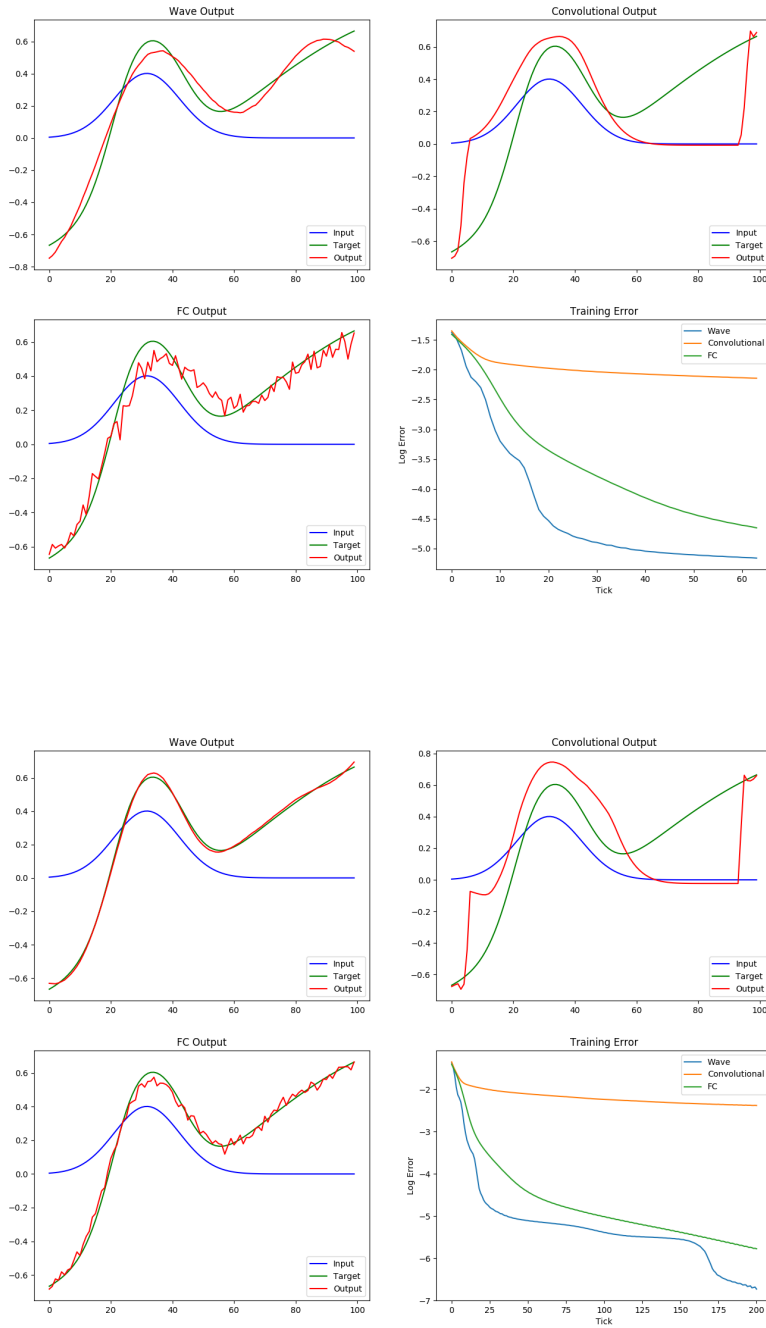 Wave Output
0.6
0.4
0.2
0.0
−0.2
−0.4
−0.6
−0.8
Input
Target
Output
0 20 40 60 80 100
Convolutional Output
0.6
0.4
0.2
0.0
−0.2
−0.4
−0.6
Input
Target
Output
0 20 40 60 80 100
FC Output
0.6
0.4
0.2
0.0
−0.2
−0.4
−0.6
Input
Target
Output
0 20 40 60 80 100
Training Error
−1.5
−2.0
−2.5
−3.0
−3.5
−4.0
−4.5
−5.0
Log Error
Wave
Convolutional
FC
0 10 20 30 40 50 60
Tick
Wave Output
0.6
0.4
0.2
0.0
−0.2
−0.4
−0.6
Input
Target
Output
0 20 40 60 80 100
Convolutional Output
0.8
0.6
0.4
0.2
0.0
−0.2
−0.4
−0.6
Input
Target
Output
0 20 40 60 80 100
FC Output
0.6
0.4
0.2
0.0
−0.2
−0.4
−0.6
Input
Target
Output
0 20 40 60 80 100
Training Error
−2
−3
−4
−5
−6
−7
Log Error
Wave
Convolutional
FC
0 25 50 75 100 125 150 175 200
Tick